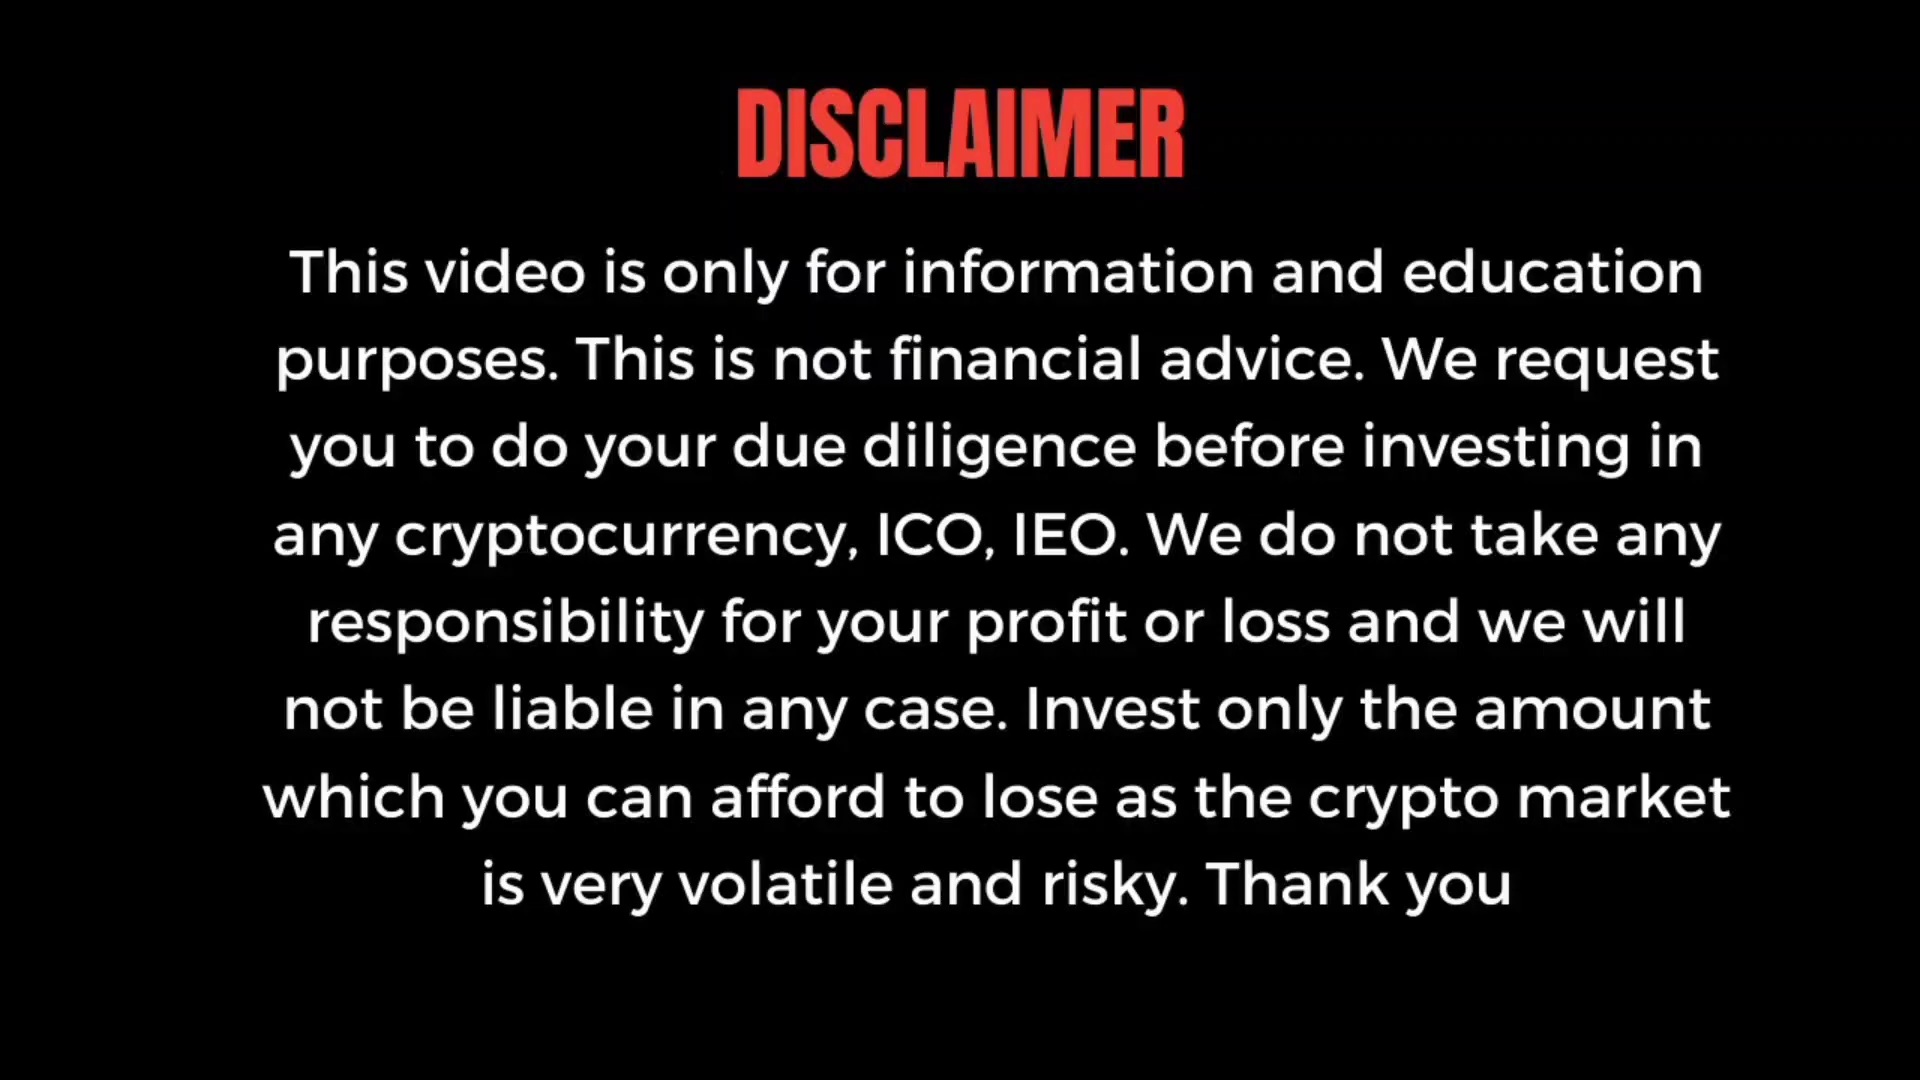 DISCLAIMER
This video is only for information and education
purposes. This is not financial advice. We request
you to do your due diligence before investing in
any cryptocurrency, ICO, IEO. We do not take any
responsibility for your profit or loss and we will
not be liable in any case. Invest only the amount
which you can afford to lose as the crypto market
is very volatile and risky. Thank you